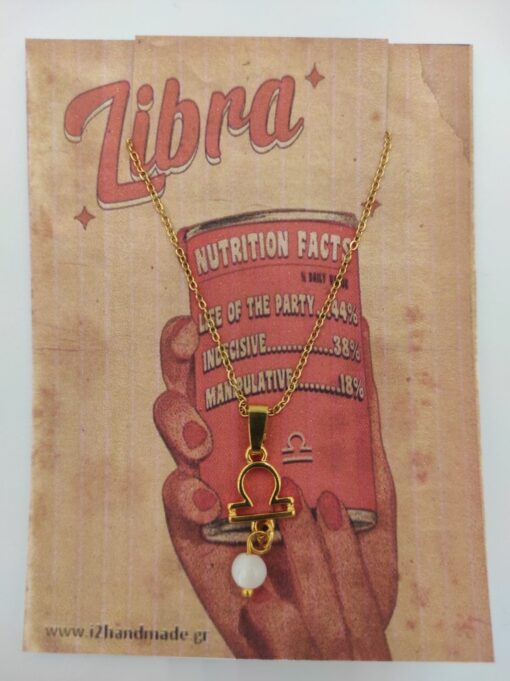 Libra
NUTRITION FACTS
% DAILY VALUE
LIFE OF THE PARTY...44%
INDECISIVE..............38%
MANIPULATIVE.........18%
www.i2handmade.gr